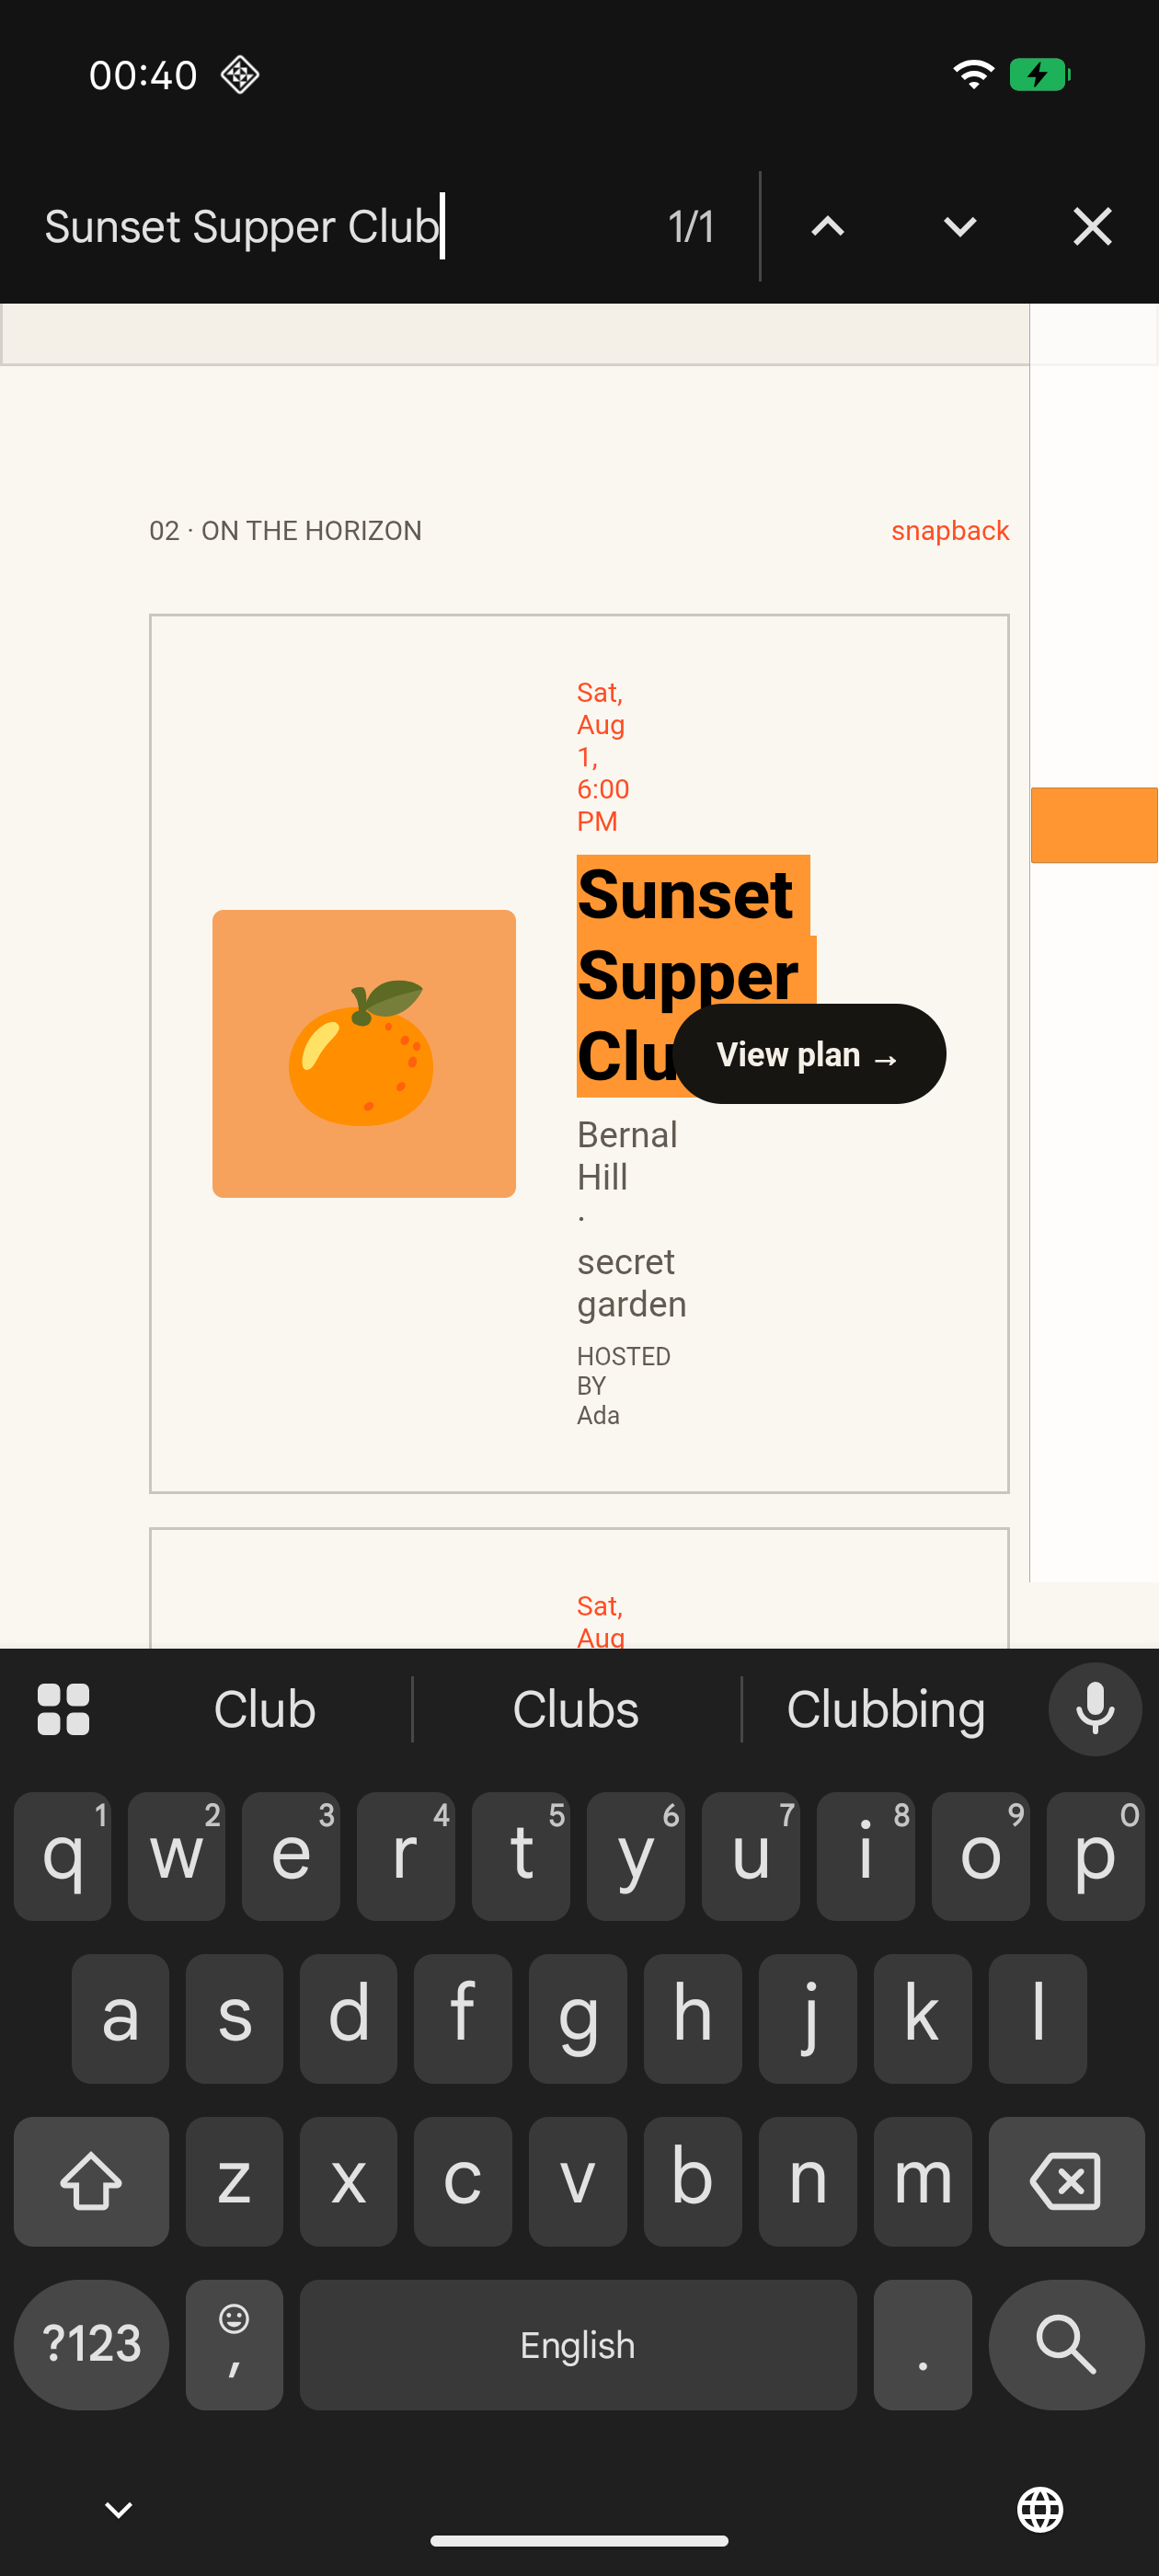 00:40
Sunset Supper Club
1/1
02 · ON THE HORIZON
snapback
Sat,
Aug
1,
6:00
PM
Sunset
Supper
Clu
View plan →
Bernal
Hill
·
secret
garden
HOSTED
BY
Ada
Sat,
Aug
Club
Clubs
Clubbing
q 1 w 2 e 3 r 4 t 5 y 6 u 7 i 8 o 9 p 0
a s d f g h j k l
z x c v b n m
?123 , English .